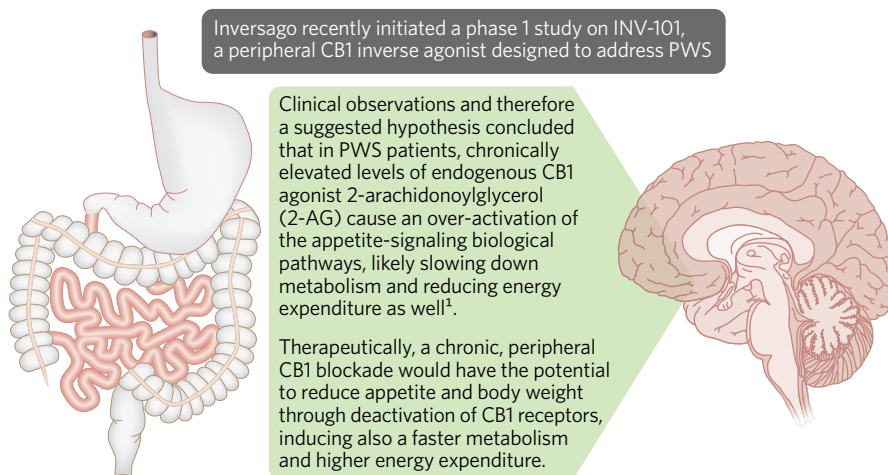 Inversago recently initiated a phase 1 study on INV-101,
a peripheral CB1 inverse agonist designed to address PWS
Clinical observations and therefore
a suggested hypothesis concluded
that in PWS patients, chronically
elevated levels of endogenous CB1
agonist 2-arachidonoylglycerol
(2-AG) cause an over-activation of
the appetite-signaling biological
pathways, likely slowing down
metabolism and reducing energy
expenditure as well¹.
Therapeutically, a chronic, peripheral
CB1 blockade would have the potential
to reduce appetite and body weight
through deactivation of CB1 receptors,
inducing also a faster metabolism
and higher energy expenditure.